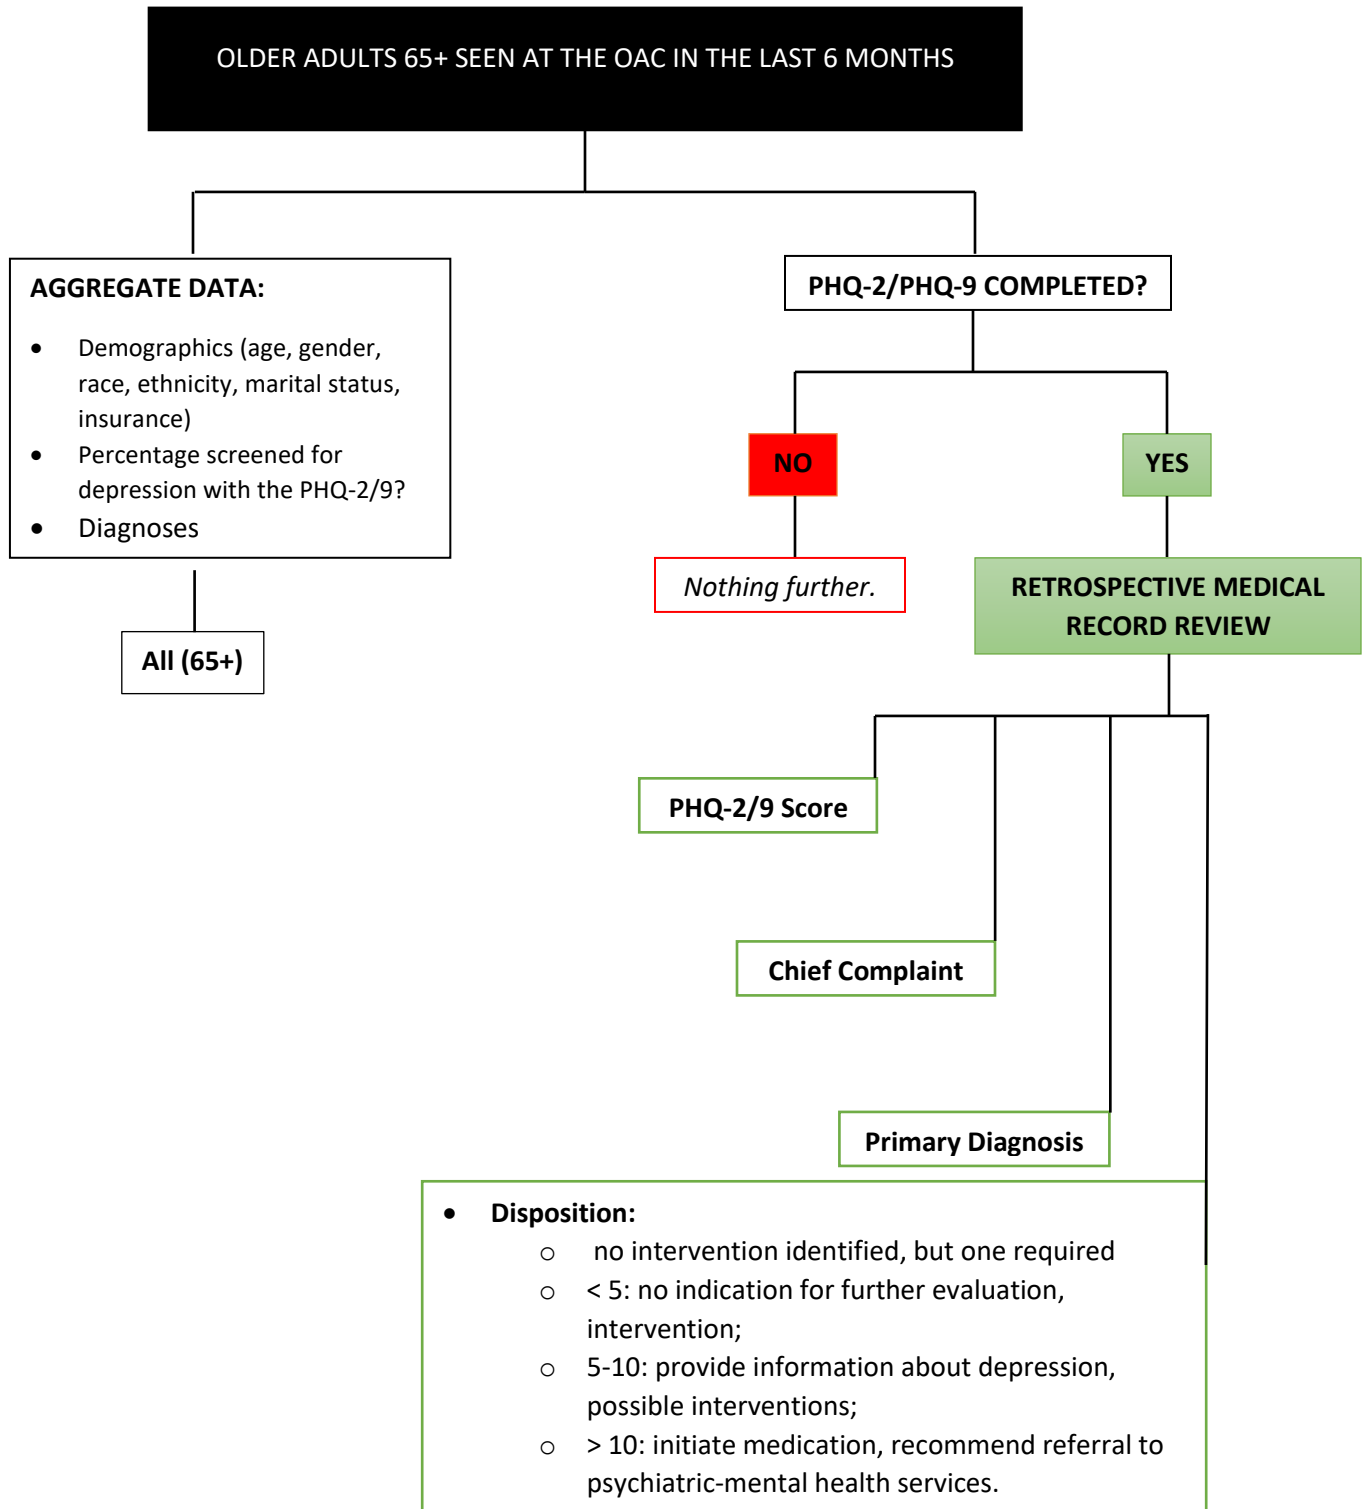 OLDER ADULTS 65+ SEEN AT THE OAC IN THE LAST 6 MONTHS
AGGREGATE DATA:
• Demographics (age, gender,
race, ethnicity, marital status,
insurance)
• Percentage screened for
depression with the PHQ-2/9?
• Diagnoses
All (65+)
PHQ-2/PHQ-9 COMPLETED?
NO
YES
Nothing further.
RETROSPECTIVE MEDICAL
RECORD REVIEW
PHQ-2/9 Score
Chief Complaint
Primary Diagnosis
• Disposition:
o no intervention identified, but one required
o < 5: no indication for further evaluation,
intervention;
o 5-10: provide information about depression,
possible interventions;
o > 10: initiate medication, recommend referral to
psychiatric-mental health services.